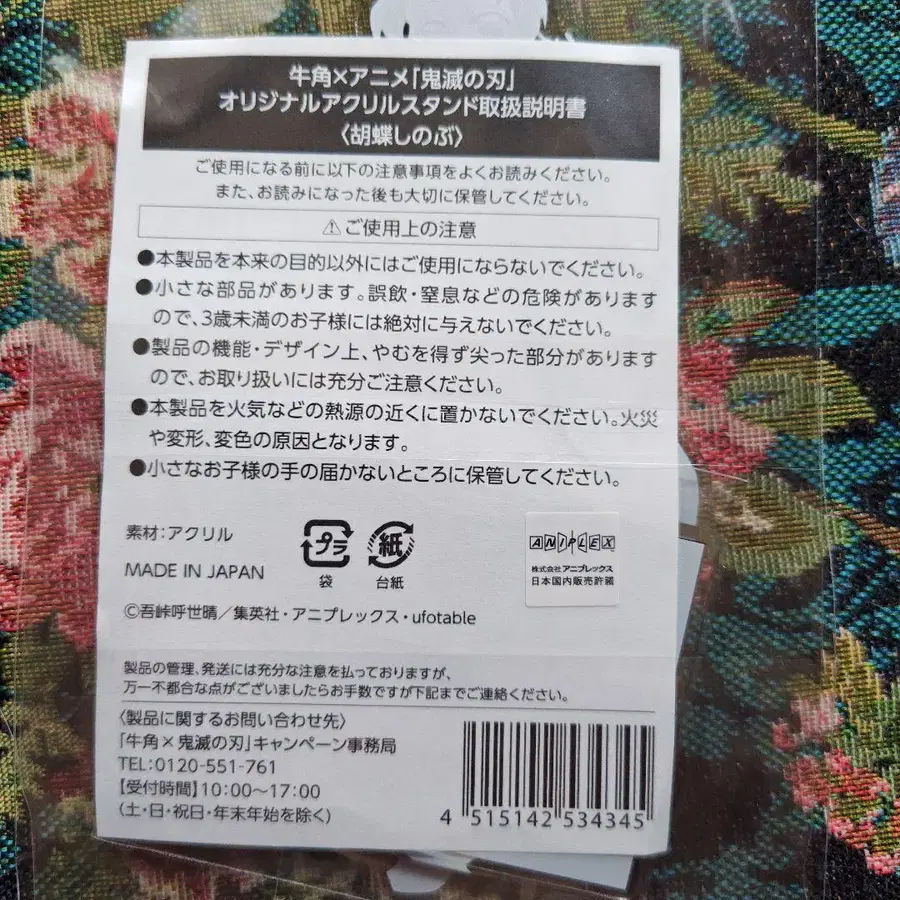 牛角×アニメ「鬼滅の刃」
オリジナルアクリルスタンド取扱説明書
〈胡蝶しのぶ〉
ご使用になる前に以下の注意事項をよくお読みください。
また、お読みになった後も大切に保管してください。
⚠ご使用上の注意
●本製品を本来の目的以外にはご使用にならないでください。
●小さな部品があります。誤飲・窒息などの危険があります
ので、3歳未満のお子様には絶対に与えないでください。
●製品の機能・デザイン上、やむを得ず尖った部分があります
ので、お取り扱いには充分ご注意ください。
●本製品を火気などの熱源の近くに置かないでください。火災
や変形、変色の原因となります。
●小さなお子様の手の届かないところに保管してください。
素材：アクリル
MADE IN JAPAN
プラ
袋
紙
台紙
ANIPLEX
株式会社アニプレックス
日本国内販売許諾
©吾峠呼世晴／集英社・アニプレックス・ufotable
製品の管理、発送には充分な注意を払っておりますが、
万一不都合な点がございましたらお手数ですが下記までご連絡ください。
〈製品に関するお問い合わせ先〉
「牛角×鬼滅の刃」キャンペーン事務局
TEL:0120-551-761
【受付時間】10:00〜17:00
(土・日・祝日・年末年始を除く)
4 515142 534345